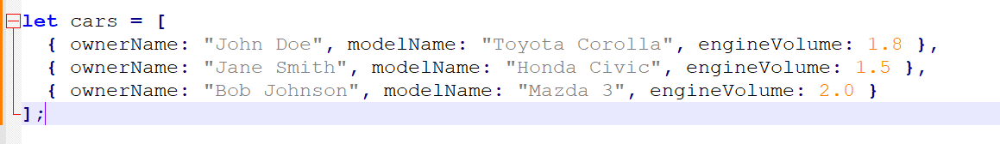 let cars = [
  { ownerName: "John Doe", modelName: "Toyota Corolla", engineVolume: 1.8 },
  { ownerName: "Jane Smith", modelName: "Honda Civic", engineVolume: 1.5 },
  { ownerName: "Bob Johnson", modelName: "Mazda 3", engineVolume: 2.0 }
];